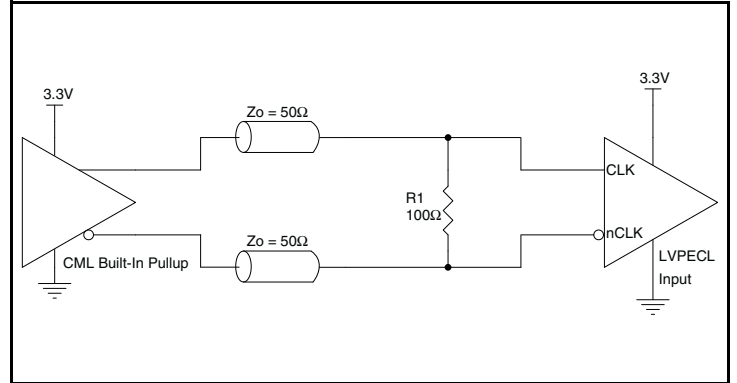 3.3V
3.3V
Zo = 50Ω
CLK
R1
100Ω
nCLK
Zo = 50Ω
CML Built-In Pullup
LVPECL
Input